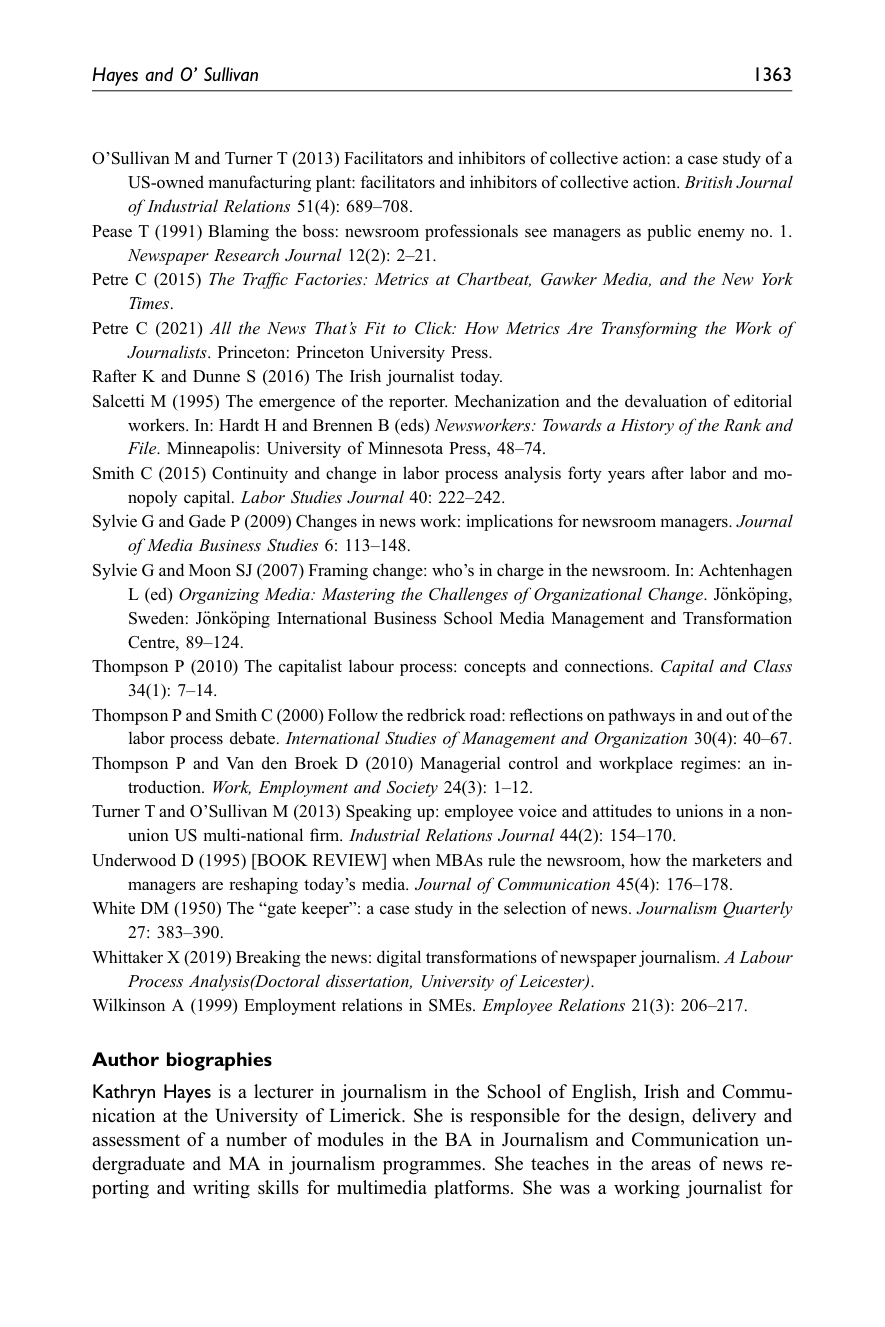 Hayes and O’ Sullivan 1363
O’Sullivan M and Turner T (2013) Facilitators and inhibitors of collective action: a case study of a
US-owned manufacturing plant: facilitators and inhibitors of collective action. British Journal
of Industrial Relations 51(4): 689–708.
Pease T (1991) Blaming the boss: newsroom professionals see managers as public enemy no. 1.
Newspaper Research Journal 12(2): 2–21.
Petre C (2015) The Traffic Factories: Metrics at Chartbeat, Gawker Media, and the New York
Times.
Petre C (2021) All the News That’s Fit to Click: How Metrics Are Transforming the Work of
Journalists. Princeton: Princeton University Press.
Rafter K and Dunne S (2016) The Irish journalist today.
Salcetti M (1995) The emergence of the reporter. Mechanization and the devaluation of editorial
workers. In: Hardt H and Brennen B (eds) Newsworkers: Towards a History of the Rank and
File. Minneapolis: University of Minnesota Press, 48–74.
Smith C (2015) Continuity and change in labor process analysis forty years after labor and mo-
nopoly capital. Labor Studies Journal 40: 222–242.
Sylvie G and Gade P (2009) Changes in news work: implications for newsroom managers. Journal
of Media Business Studies 6: 113–148.
Sylvie G and Moon SJ (2007) Framing change: who’s in charge in the newsroom. In: Achtenhagen
L (ed) Organizing Media: Mastering the Challenges of Organizational Change. Jönköping,
Sweden: Jönköping International Business School Media Management and Transformation
Centre, 89–124.
Thompson P (2010) The capitalist labour process: concepts and connections. Capital and Class
34(1): 7–14.
Thompson P and Smith C (2000) Follow the redbrick road: reflections on pathways in and out of the
labor process debate. International Studies of Management and Organization 30(4): 40–67.
Thompson P and Van den Broek D (2010) Managerial control and workplace regimes: an in-
troduction. Work, Employment and Society 24(3): 1–12.
Turner T and O’Sullivan M (2013) Speaking up: employee voice and attitudes to unions in a non-
union US multi-national firm. Industrial Relations Journal 44(2): 154–170.
Underwood D (1995) [BOOK REVIEW] when MBAs rule the newsroom, how the marketers and
managers are reshaping today’s media. Journal of Communication 45(4): 176–178.
White DM (1950) The “gate keeper”: a case study in the selection of news. Journalism Quarterly
27: 383–390.
Whittaker X (2019) Breaking the news: digital transformations of newspaper journalism. A Labour
Process Analysis(Doctoral dissertation, University of Leicester).
Wilkinson A (1999) Employment relations in SMEs. Employee Relations 21(3): 206–217.
Author biographies
Kathryn Hayes is a lecturer in journalism in the School of English, Irish and Commu-
nication at the University of Limerick. She is responsible for the design, delivery and
assessment of a number of modules in the BA in Journalism and Communication un-
dergraduate and MA in journalism programmes. She teaches in the areas of news re-
porting and writing skills for multimedia platforms. She was a working journalist for